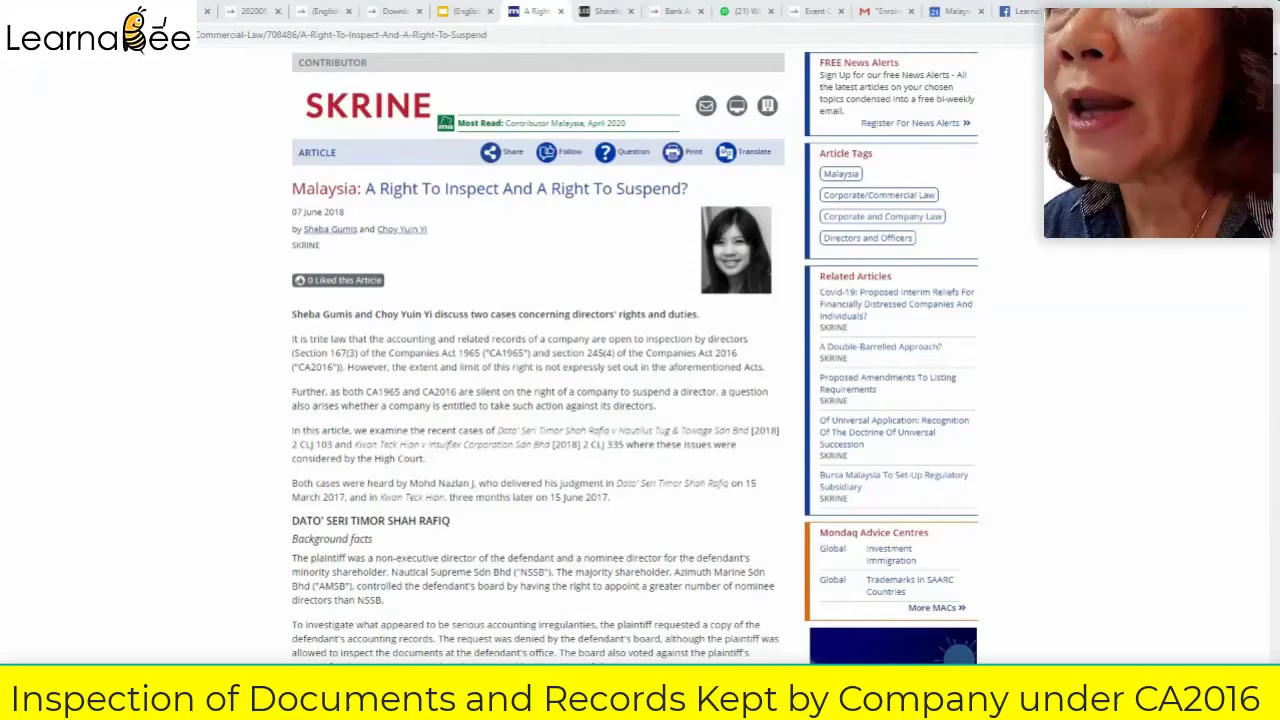 LearnaBee
202005
(English
Downlo
(English
A Righ
Shareh
Bank A
(21) W
Event C
"Enrol
Malays
Learna
ommercial-Law/708486/A-Right-To-Inspect-And-A-Right-To-Suspend
CONTRIBUTOR
SKRINE
Most Read: Contributor Malaysia, April 2020
ARTICLE
Share
Follow
Question
Print
Translate
Malaysia: A Right To Inspect And A Right To Suspend?
07 June 2018
by Sheba Gumis and Choy Yuin Yi
SKRINE
0 Liked this Article
Sheba Gumis and Choy Yuin Yi discuss two cases concerning directors' rights and duties.
It is trite law that the accounting and related records of a company are open to inspection by directors
(Section 167(3) of the Companies Act 1965 ("CA1965") and section 245(4) of the Companies Act 2016
("CA2016")). However, the extent and limit of this right is not expressly set out in the aforementioned Acts.
Further, as both CA1965 and CA2016 are silent on the right of a company to suspend a director, a question
also arises whether a company is entitled to take such action against its directors.
In this article, we examine the recent cases of Dato' Seri Timor Shah Rafiq v Nautilus Tug & Towage Sdn Bhd [2018]
2 CLJ 103 and Kwan Teck Hian v Insulflex Corporation Sdn Bhd [2018] 2 CLJ 335 where these issues were
considered by the High Court.
Both cases were heard by Mohd Nazlan J, who delivered his judgment in Dato' Seri Timor Shah Rafiq on 15
March 2017, and in Kwan Teck Hian, three months later on 15 June 2017.
DATO' SERI TIMOR SHAH RAFIQ
Background facts
The plaintiff was a non-executive director of the defendant and a nominee director for the defendant's
minority shareholder, Nautical Supreme Sdn Bhd ("NSSB"). The majority shareholder, Azimuth Marine Sdn
Bhd ("AMSB"), controlled the defendant's board by having the right to appoint a greater number of nominee
directors than NSSB.
To investigate what appeared to be serious accounting irregularities, the plaintiff requested a copy of the
defendant's accounting records. The request was denied by the defendant's board, although the plaintiff was
allowed to inspect the documents at the defendant's office. The board also voted against the plaintiff's
FREE News Alerts
Sign Up for our free News Alerts - All
the latest articles on your chosen
topics condensed into a free bi-weekly
email.
Register For News Alerts
Article Tags
Malaysia
Corporate/Commercial Law
Corporate and Company Law
Directors and Officers
Related Articles
Covid-19: Proposed Interim Reliefs For
Financially Distressed Companies And
Individuals?
SKRINE
A Double-Barrelled Approach?
SKRINE
Proposed Amendments To Listing
Requirements
SKRINE
Of Universal Application: Recognition
Of The Doctrine Of Universal
Succession
SKRINE
Bursa Malaysia To Set-Up Regulatory
Subsidiary
SKRINE
Mondaq Advice Centres
Global Investment
Immigration
Global Trademarks in SAARC
Countries
More MACs
Inspection of Documents and Records Kept by Company under CA2016